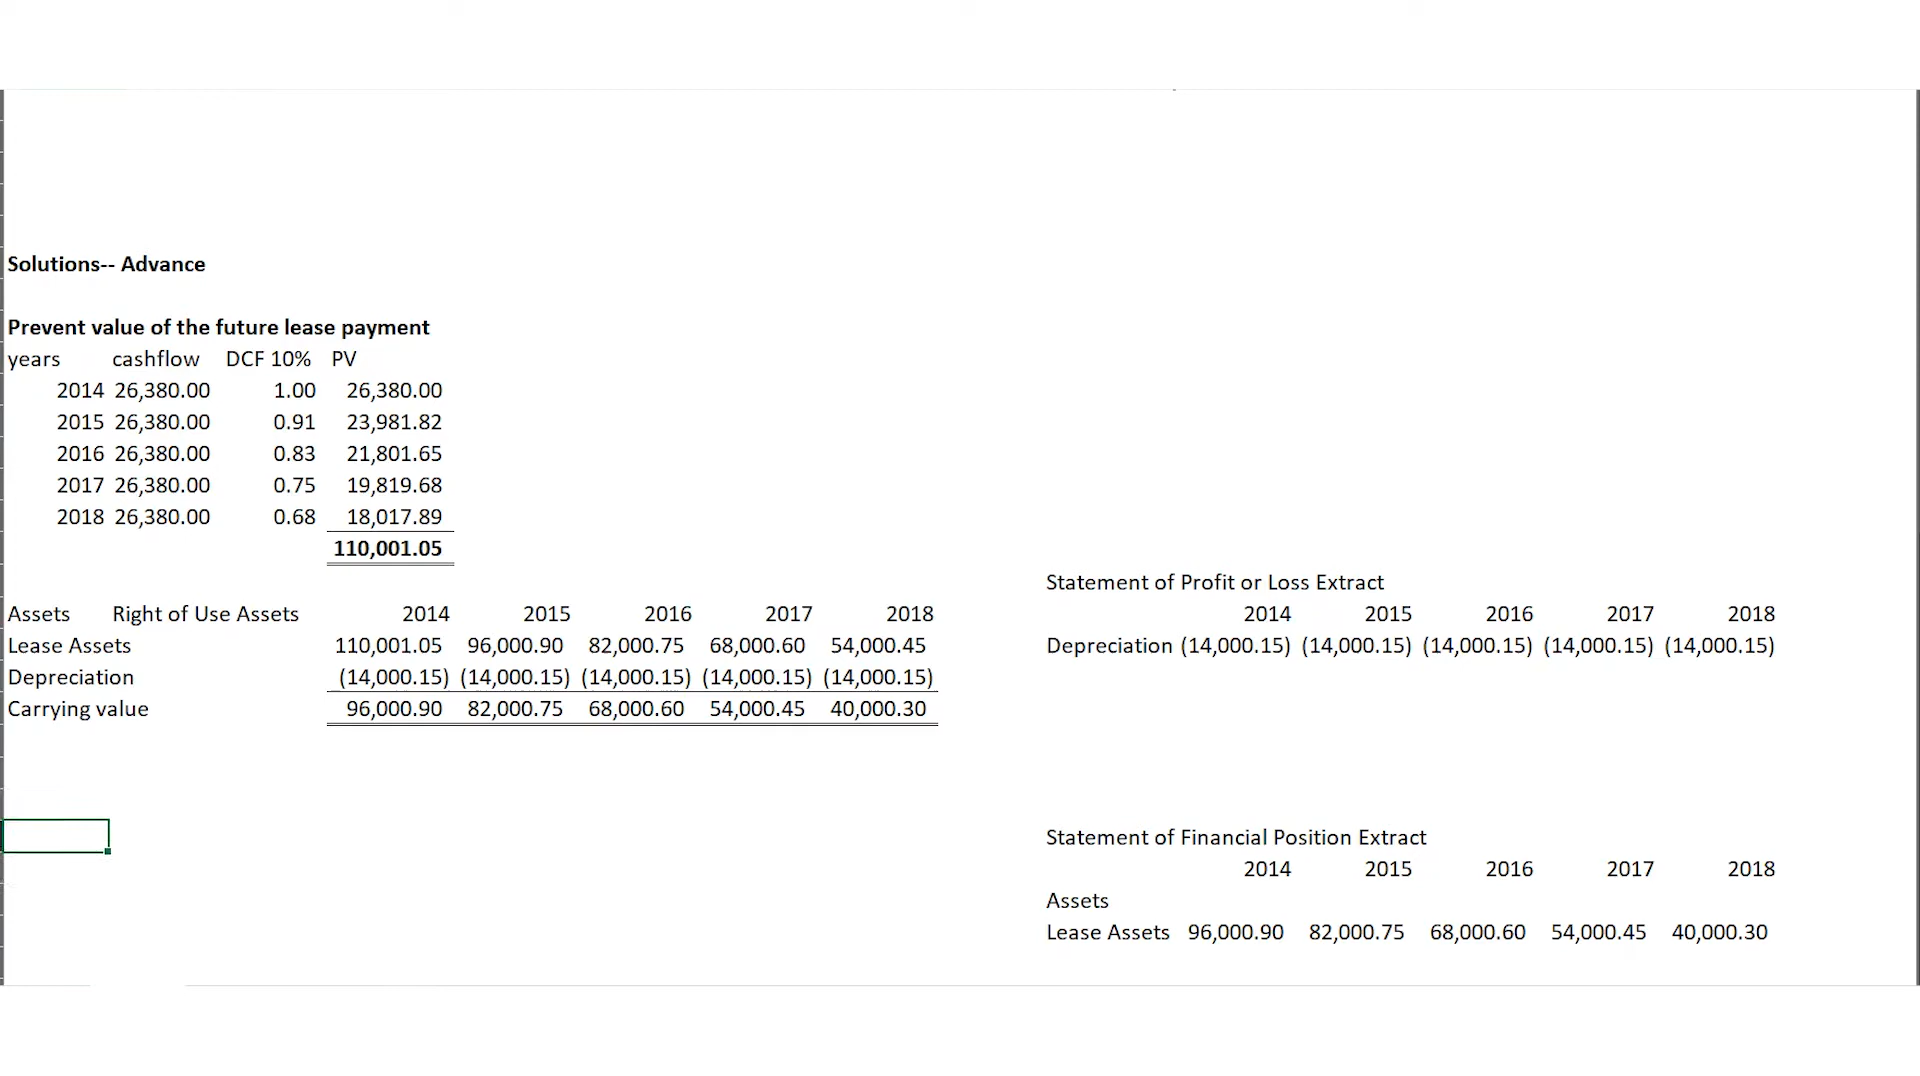 Solutions-- Advance
Prevent value of the future lease payment
years cashflow DCF 10% PV
2014 26,380.00 1.00 26,380.00
2015 26,380.00 0.91 23,981.82
2016 26,380.00 0.83 21,801.65
2017 26,380.00 0.75 19,819.68
2018 26,380.00 0.68 18,017.89
110,001.05
Assets Right of Use Assets 2014 2015 2016 2017 2018
Lease Assets 110,001.05 96,000.90 82,000.75 68,000.60 54,000.45
Depreciation (14,000.15) (14,000.15) (14,000.15) (14,000.15) (14,000.15)
Carrying value 96,000.90 82,000.75 68,000.60 54,000.45 40,000.30
Statement of Profit or Loss Extract
2014 2015 2016 2017 2018
Depreciation (14,000.15) (14,000.15) (14,000.15) (14,000.15) (14,000.15)
Statement of Financial Position Extract
2014 2015 2016 2017 2018
Assets
Lease Assets 96,000.90 82,000.75 68,000.60 54,000.45 40,000.30